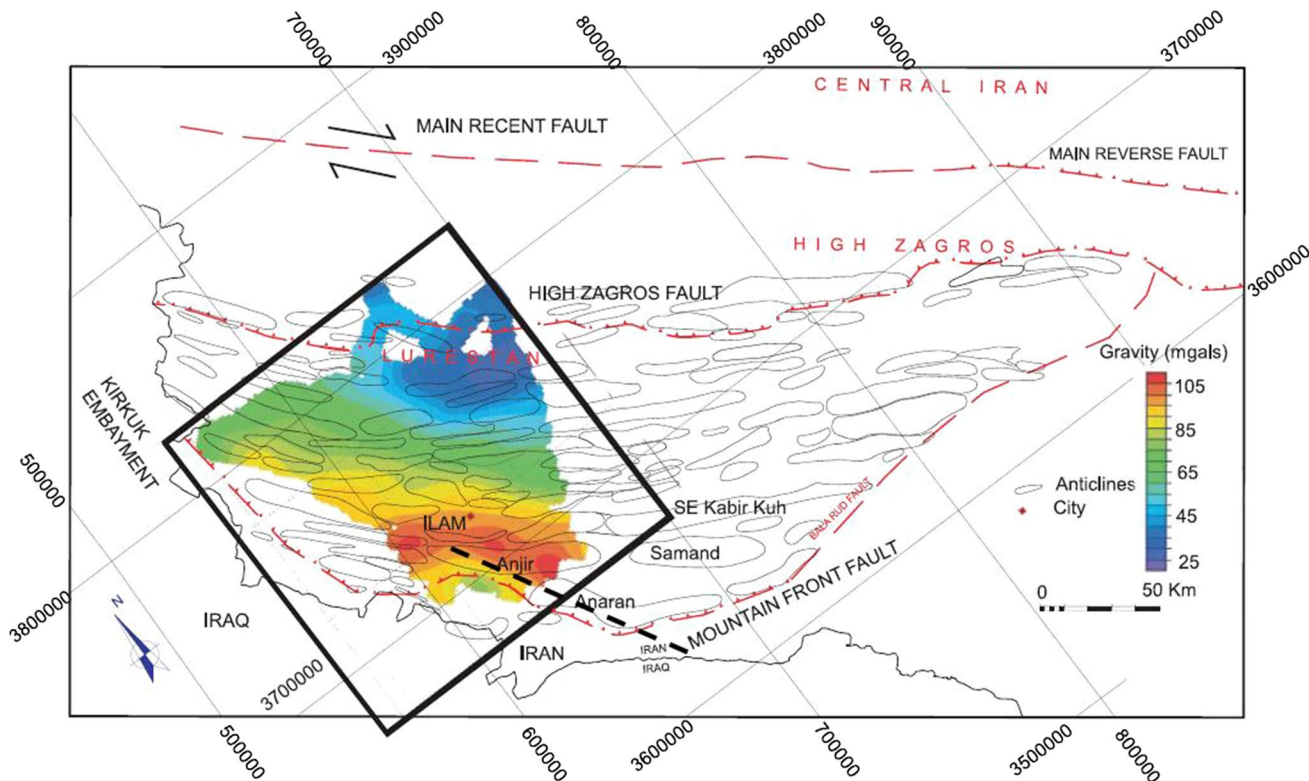 700000
3900000
800000
3800000
900000
3700000
CENTRAL IRAN
MAIN RECENT FAULT
MAIN REVERSE FAULT
HIGH ZAGROS
3600000
HIGH ZAGROS FAULT
LURESTAN
Gravity (mgals)
105
85
65
45
25
KIRKUK
EMBAYMENT
500000
SE Kabir Kuh
Anticlines
City
ILAM
BALA RUD FAULT
Samand
Anjir
0
50 Km
Anaran
MOUNTAIN FRONT FAULT
3800000
N
IRAQ
IRAN
IRAN
IRAQ
3700000
500000
600000
3600000
700000
3500000
800000